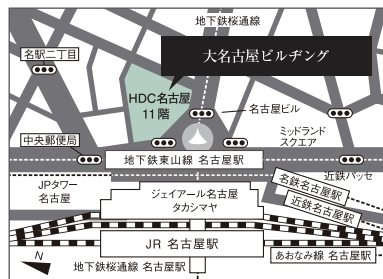 地下鉄桜通線
大名古屋ビルヂング
名駅二丁目
HDC名古屋
11階
名古屋ビル
中央郵便局
ミッドランド
スクエア
地下鉄東山線 名古屋駅
近鉄パッセ
JPタワー
名古屋
ジェイアール名古屋
タカシマヤ
名鉄名古屋駅
近鉄名古屋駅
JR 名古屋駅
あおなみ線 名古屋駅
N
地下鉄桜通線 名古屋駅